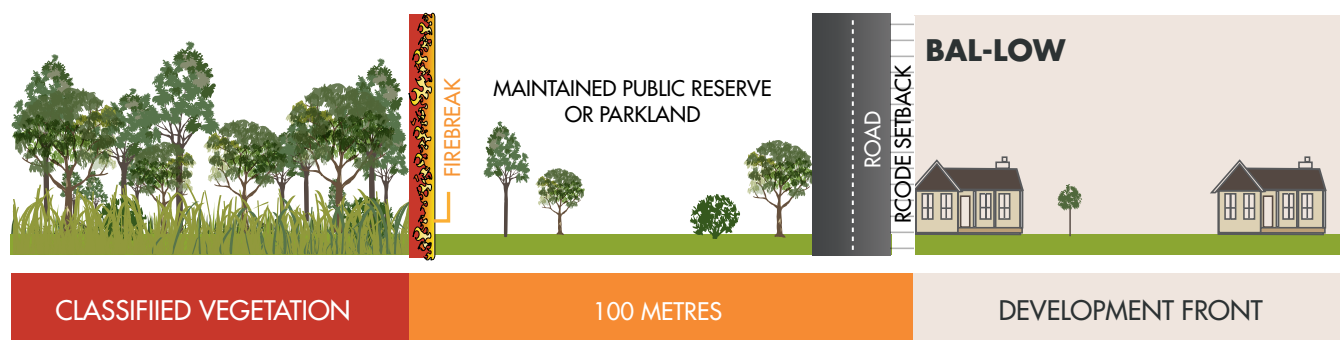 FIREBREAK
MAINTAINED PUBLIC RESERVE
OR PARKLAND
ROAD
RCODE SETBACK
BAL-LOW
CLASSIFIIED VEGETATION
100 METRES
DEVELOPMENT FRONT